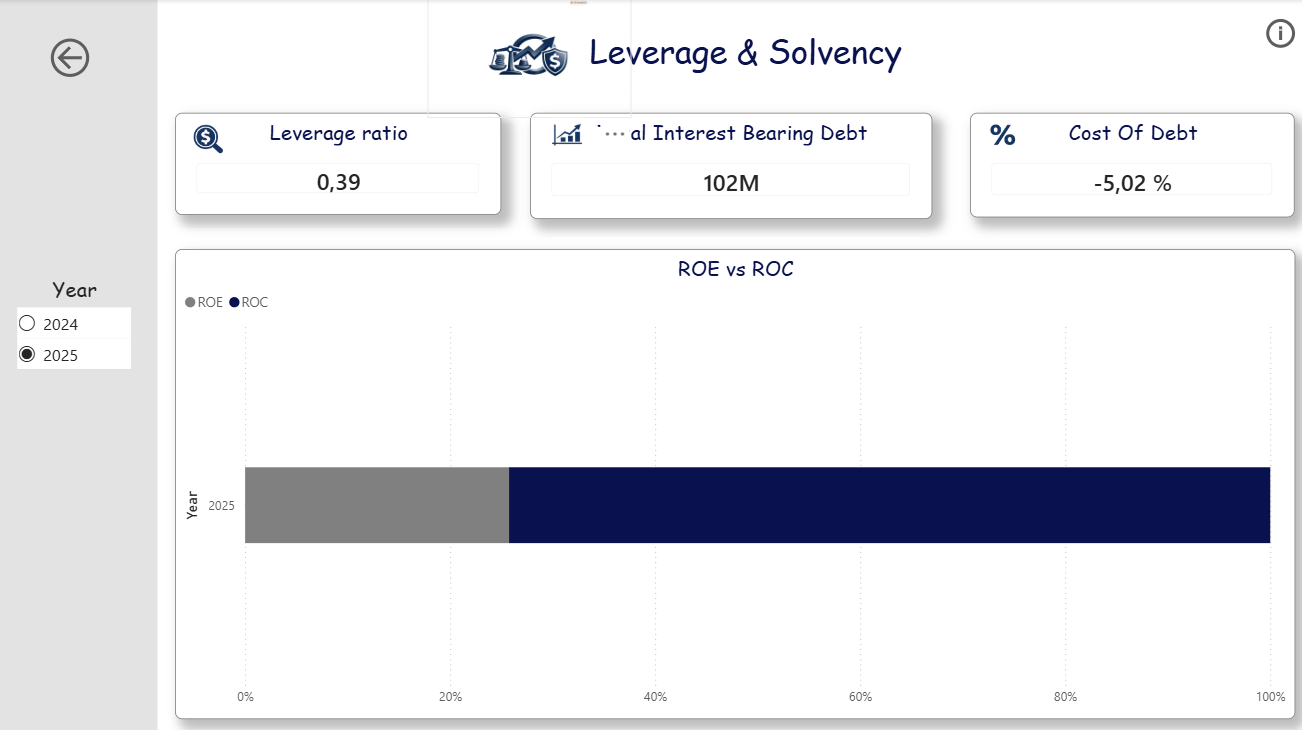 Leverage & Solvency
Leverage ratio
0,39
al Interest Bearing Debt
102M
% Cost Of Debt
-5,02 %
Year
2024
2025
ROE vs ROC
ROE ROC
Year
2025
0% 20% 40% 60% 80% 100%